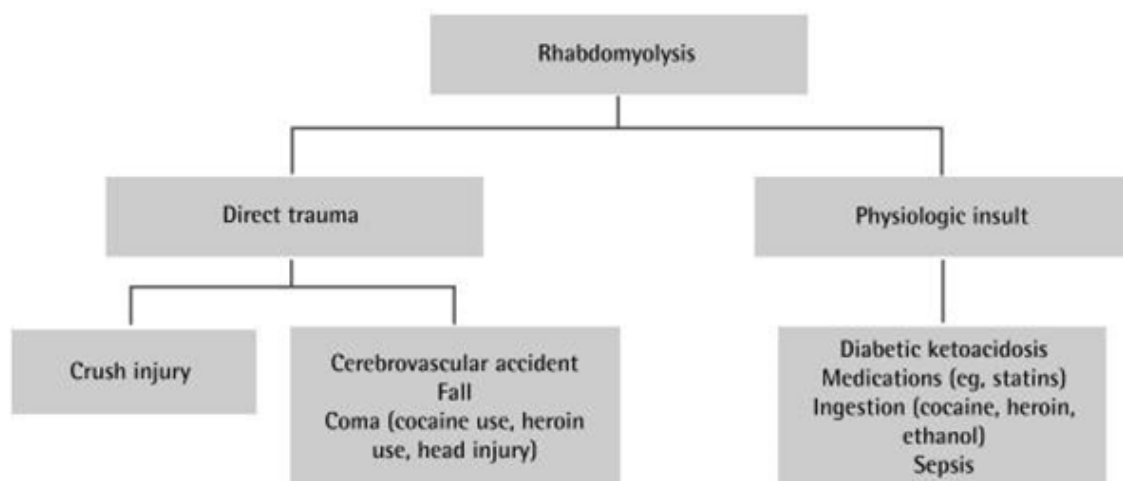 Rhabdomyolysis
Direct trauma
Physiologic insult
Crush injury
Cerebrovascular accident
Fall
Coma (cocaine use, heroin
use, head injury)
Diabetic ketoacidosis
Medications (eg, statins)
Ingestion (cocaine, heroin,
ethanol)
Sepsis